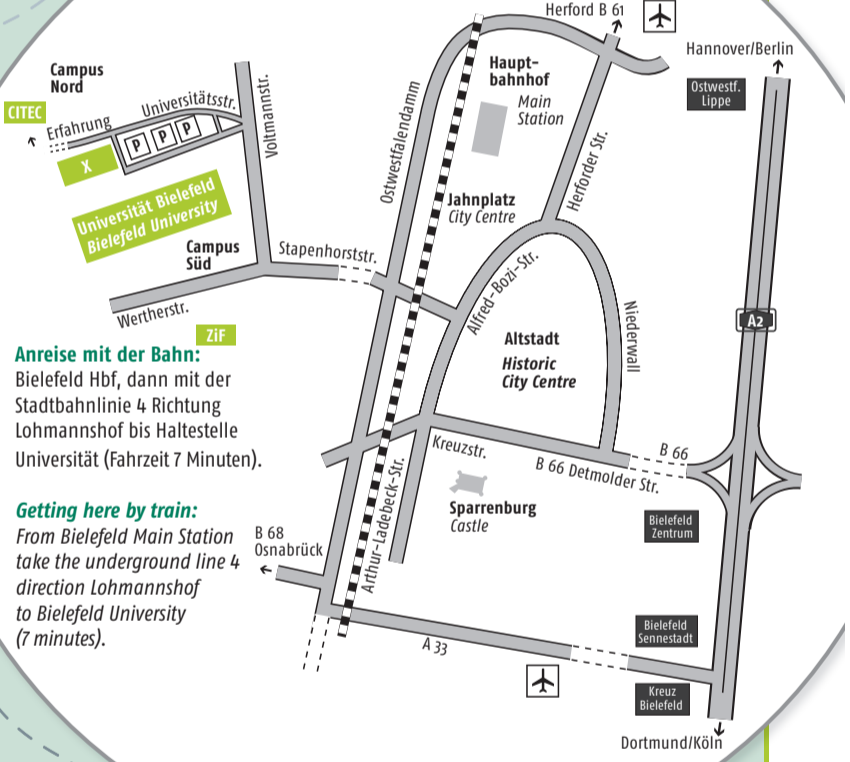 Herford B 61
Hannover/Berlin
Ostwestf.
Lippe
Campus
Nord
CITEC
Erfahrung
Universitätsstr.
Voltmannstr.
P P P
X
Universität Bielefeld
Bielefeld University
Campus
Süd
Stapenhorststr.
Wertherstr.
ZiF
Ostwestfalendamm
Haupt-
bahnhof
Main
Station
Herforder Str.
Jahnplatz
City Centre
Alfred-Bozi-Str.
Niederwall
Altstadt
Historic
City Centre
A2
Kreuzstr.
B 66 Detmolder Str.
B 66
Sparrenburg
Castle
Arthur-Ladebeck-Str.
B 68
Osnabrück
Bielefeld
Zentrum
Bielefeld
Sennestadt
A 33
Kreuz
Bielefeld
Dortmund/Köln
Anreise mit der Bahn:
Bielefeld Hbf, dann mit der
Stadtbahnlinie 4 Richtung
Lohmannshof bis Haltestelle
Universität (Fahrzeit 7 Minuten).
Getting here by train:
From Bielefeld Main Station
take the underground line 4
direction Lohmannshof
to Bielefeld University
(7 minutes).